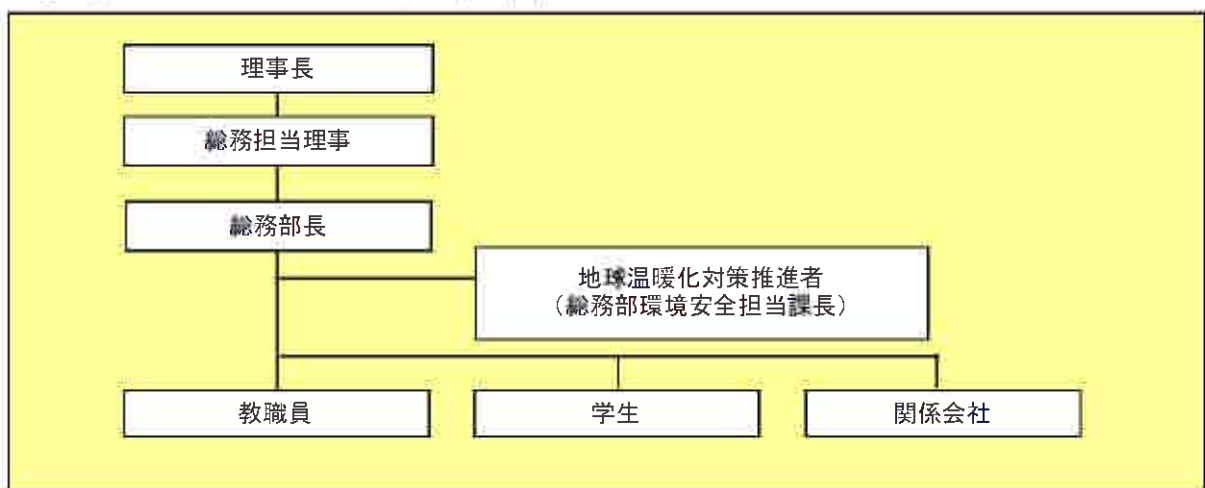 理事長
総務担当理事
総務部長
地球温暖化対策推進者
（総務部環境安全担当課長）
教職員
学生
関係会社